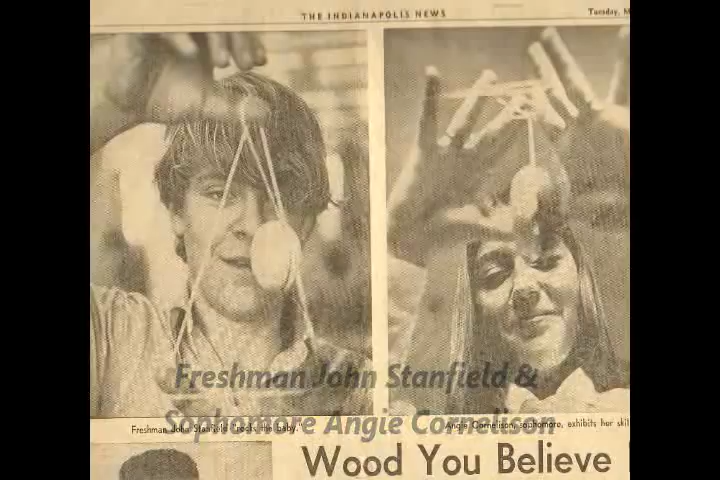 THE INDIANAPOLIS NEWS
Tuesday, M
Freshman John Stanfield &
Sophomore Angie Cornelison
Freshman John Stanfield "rocks the baby."
Angie Cornelison, sophomore, exhibits her skil
Wood You Believe